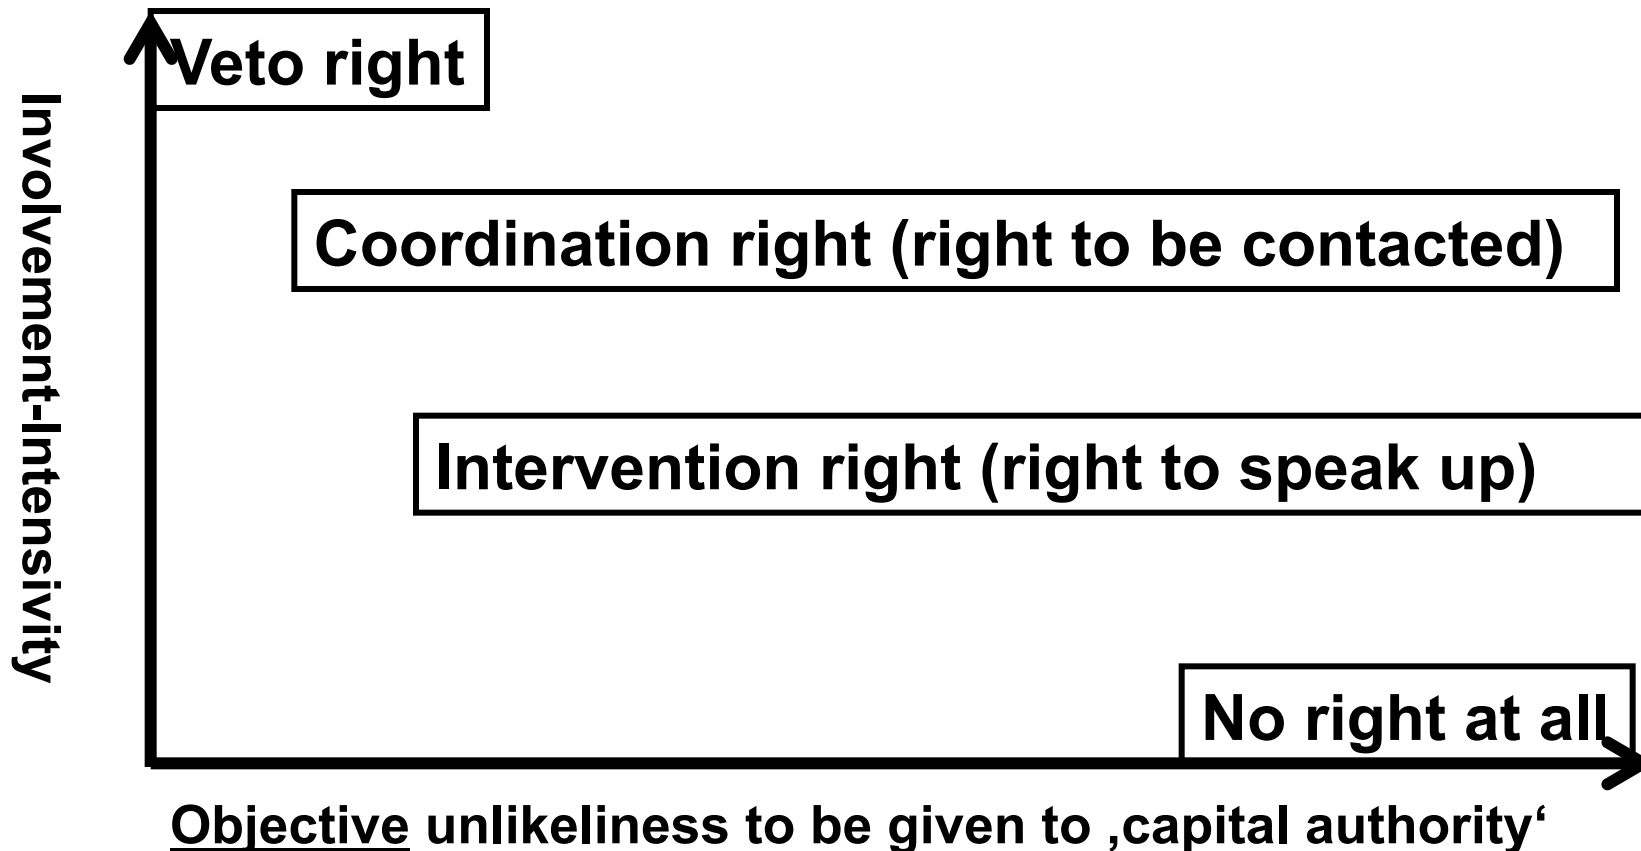 Veto right
Involvement-Intensivity
Coordination right (right to be contacted)
Intervention right (right to speak up)
No right at all
Objective unlikeliness to be given to ‚capital authority‘